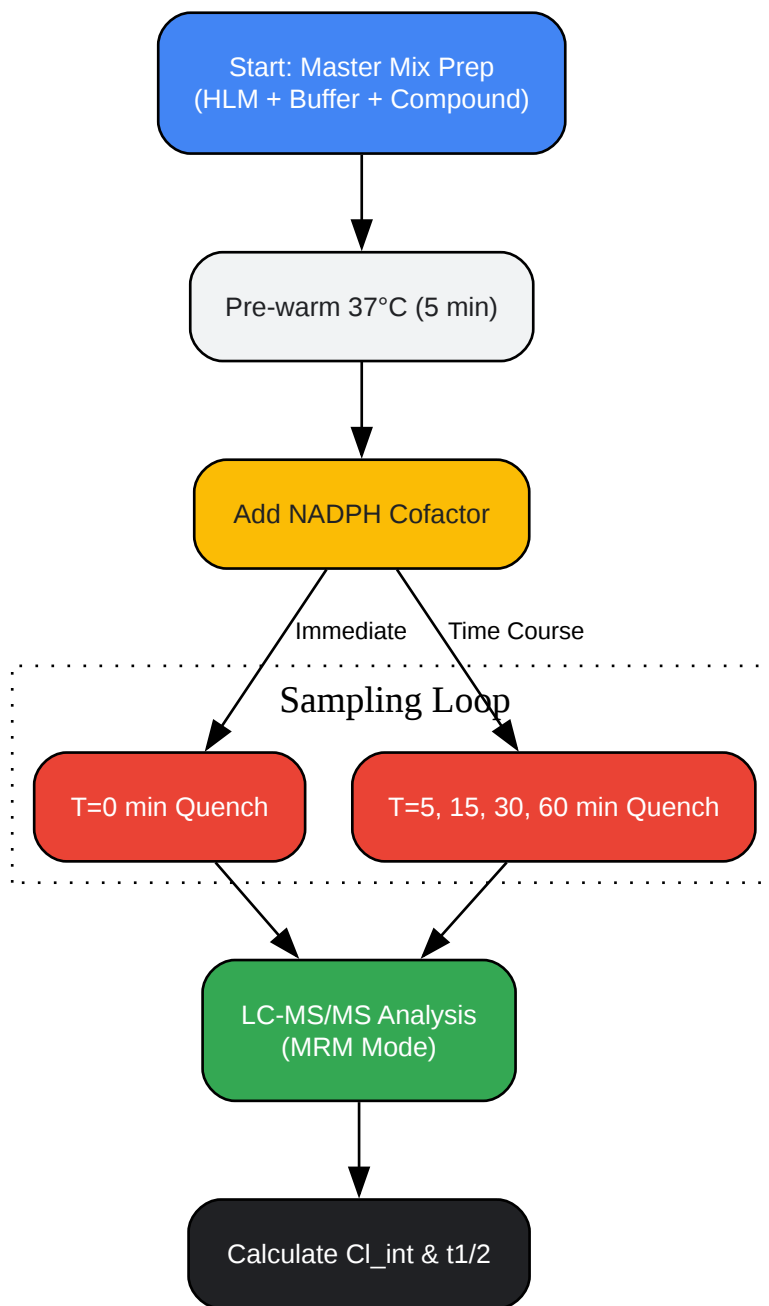 Start: Master Mix Prep
(HLM + Buffer + Compound)
Pre-warm 37°C (5 min)
Add NADPH Cofactor
Immediate
Time Course
Sampling Loop
T=0 min Quench
T=5, 15, 30, 60 min Quench
LC-MS/MS Analysis
(MRM Mode)
Calculate Cl_int & t1/2